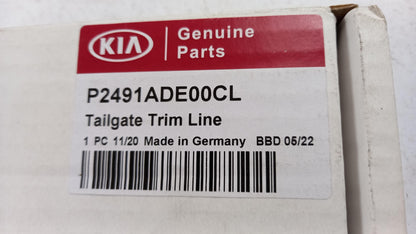 KIA
Genuine
Parts
P2491ADE00CL
Tailgate Trim Line
1 PC 11/20 Made in Germany BBD 05/22